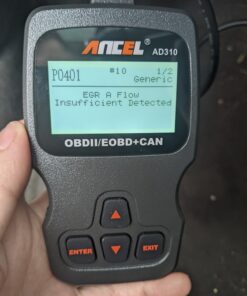 ANCEL®
AD310
P0401 #10 1/2
Generic
EGR A Flow
Insufficient Detected
OBDII/EOBD+CAN
ENTER EXIT